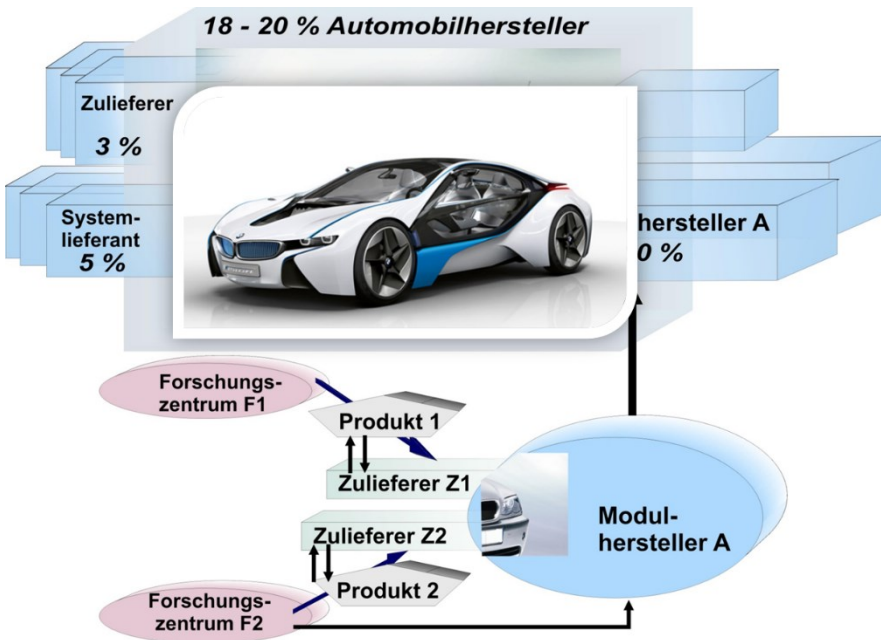 18 - 20 % Automobilhersteller
Zulieferer
3 %
System-
lieferant
5 %
hersteller A
0 %
Forschungs-
zentrum F1
Produkt 1
Zulieferer Z1
Zulieferer Z2
Produkt 2
Modul-
hersteller A
Forschungs-
zentrum F2